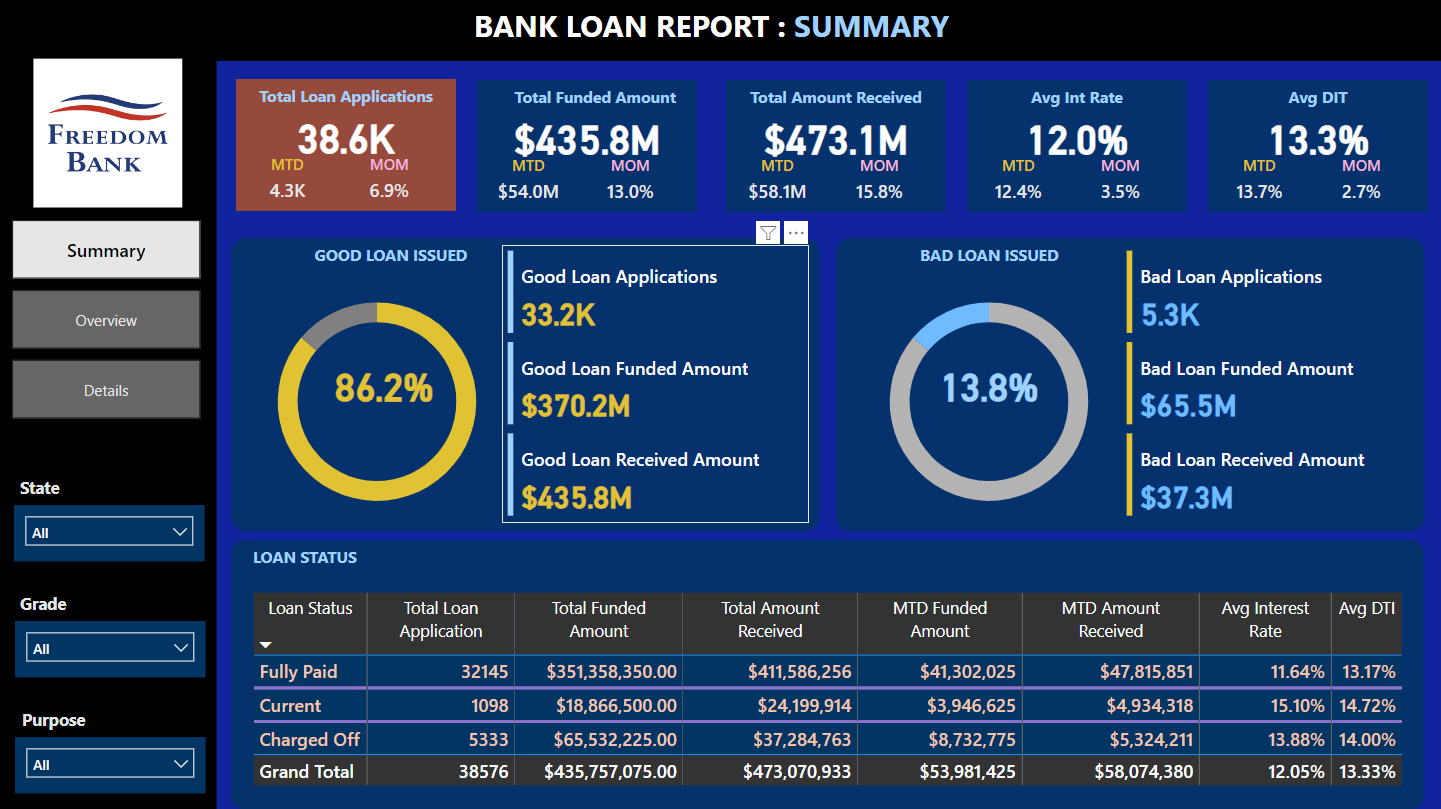 BANK LOAN REPORT : SUMMARY
FREEDOM
BANK
Summary
Overview
Details
State
All
Grade
All
Purpose
All
Total Loan Applications
38.6K
MTD MOM
4.3K 6.9%
Total Funded Amount
$435.8M
MTD MOM
$54.0M 13.0%
Total Amount Received
$473.1M
MTD MOM
$58.1M 15.8%
Avg Int Rate
12.0%
MTD MOM
12.4% 3.5%
Avg DIT
13.3%
MTD MOM
13.7% 2.7%
GOOD LOAN ISSUED
86.2%
Good Loan Applications
33.2K
Good Loan Funded Amount
$370.2M
Good Loan Received Amount
$435.8M
BAD LOAN ISSUED
13.8%
Bad Loan Applications
5.3K
Bad Loan Funded Amount
$65.5M
Bad Loan Received Amount
$37.3M
LOAN STATUS
Loan Status Total Loan Total Funded Total Amount MTD Funded MTD Amount Avg Interest Avg DTI
Application Amount Received Amount Received Rate
Fully Paid 32145 $351,358,350.00 $411,586,256 $41,302,025 $47,815,851 11.64% 13.17%
Current 1098 $18,866,500.00 $24,199,914 $3,946,625 $4,934,318 15.10% 14.72%
Charged Off 5333 $65,532,225.00 $37,284,763 $8,732,775 $5,324,211 13.88% 14.00%
Grand Total 38576 $435,757,075.00 $473,070,933 $53,981,425 $58,074,380 12.05% 13.33%